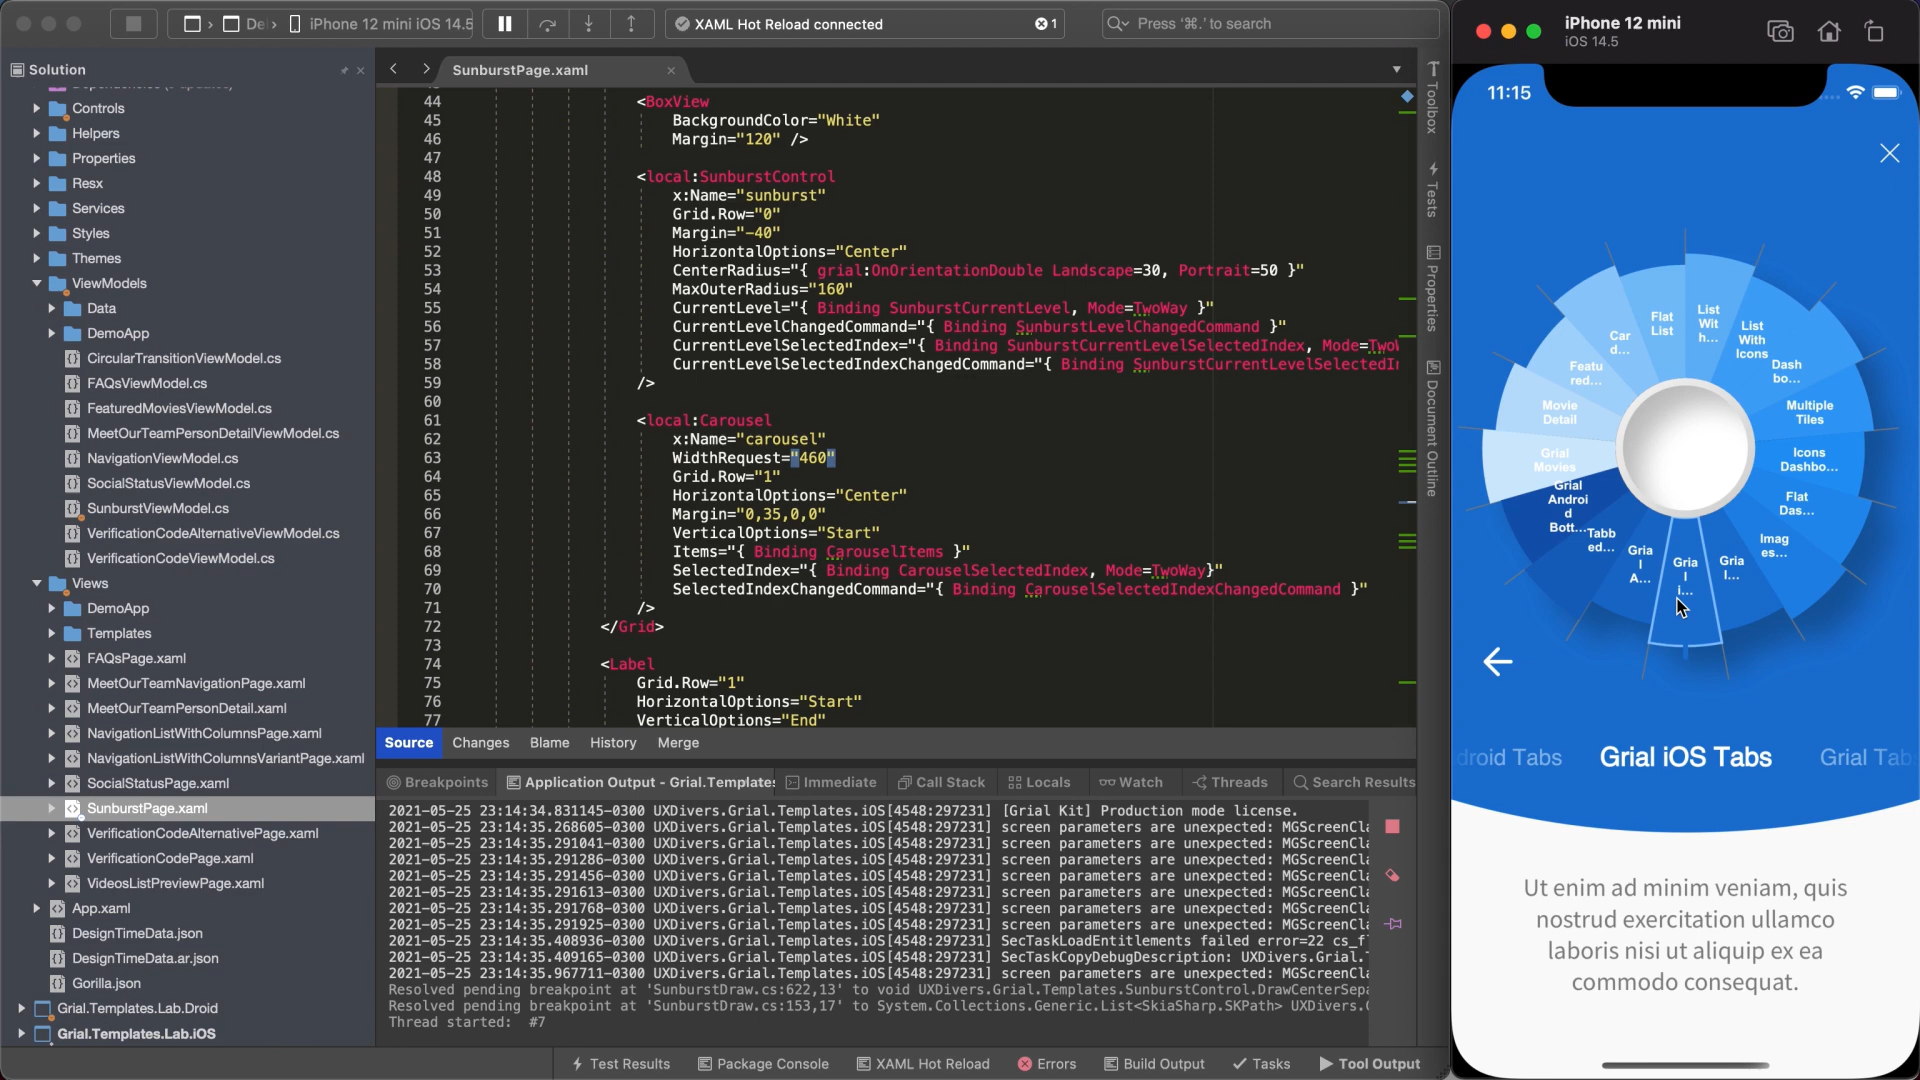 De
iPhone 12 mini iOS 14.5
XAML Hot Reload connected
1
Press ‘⌘.’ to search
Solution
Controls
Helpers
Properties
Resx
Services
Styles
Themes
ViewModels
Data
DemoApp
CircularTransitionViewModel.cs
FAQsViewModel.cs
FeaturedMoviesViewModel.cs
MeetOurTeamPersonDetailViewModel.cs
NavigationViewModel.cs
SocialStatusViewModel.cs
SunburstViewModel.cs
VerificationCodeAlternativeViewModel.cs
VerificationCodeViewModel.cs
Views
DemoApp
Templates
FAQsPage.xaml
MeetOurTeamNavigationPage.xaml
MeetOurTeamPersonDetail.xaml
NavigationListWithColumnsPage.xaml
NavigationListWithColumnsVariantPage.xaml
SocialStatusPage.xaml
SunburstPage.xaml
VerificationCodeAlternativePage.xaml
VerificationCodePage.xaml
VideosListPreviewPage.xaml
App.xaml
DesignTimeData.json
DesignTimeData.ar.json
Gorilla.json
Grial.Templates.Lab.Droid
Grial.Templates.Lab.iOS
SunburstPage.xaml
44 <BoxView
45 BackgroundColor="White"
46 Margin="120" />
47
48 <local:SunburstControl
49 x:Name="sunburst"
50 Grid.Row="0"
51 Margin="-40"
52 HorizontalOptions="Center"
53 CenterRadius="{ grial:OnOrientationDouble Landscape=30, Portrait=50 }"
54 MaxOuterRadius="160"
55 CurrentLevel="{ Binding SunburstCurrentLevel, Mode=TwoWay }"
56 CurrentLevelChangedCommand="{ Binding SunburstLevelChangedCommand }"
57 CurrentLevelSelectedIndex="{ Binding SunburstCurrentLevelSelectedIndex, Mode=Two
58 CurrentLevelSelectedIndexChangedCommand="{ Binding SunburstCurrentLevelSelectedI
59 />
60
61 <local:Carousel
62 x:Name="carousel"
63 WidthRequest="460"
64 Grid.Row="1"
65 HorizontalOptions="Center"
66 Margin="0,35,0,0"
67 VerticalOptions="Start"
68 Items="{ Binding CarouselItems }"
69 SelectedIndex="{ Binding CarouselSelectedIndex, Mode=TwoWay}"
70 SelectedIndexChangedCommand="{ Binding CarouselSelectedIndexChangedCommand }"
71 />
72 </Grid>
73
74 <Label
75 Grid.Row="1"
76 HorizontalOptions="Start"
77 VerticalOptions="End"
Toolbox
Tests
Properties
Document Outline
Source Changes Blame History Merge
Breakpoints Application Output - Grial.Templates Immediate Call Stack Locals Watch Threads Search Results
2021-05-25 23:14:34.831145-0300 UXDivers.Grial.Templates.iOS[4548:297231] [Grial Kit] Production mode license.
2021-05-25 23:14:35.268605-0300 UXDivers.Grial.Templates.iOS[4548:297231] screen parameters are unexpected: MGScreenCla
2021-05-25 23:14:35.291041-0300 UXDivers.Grial.Templates.iOS[4548:297231] screen parameters are unexpected: MGScreenCla
2021-05-25 23:14:35.291286-0300 UXDivers.Grial.Templates.iOS[4548:297231] screen parameters are unexpected: MGScreenCla
2021-05-25 23:14:35.291456-0300 UXDivers.Grial.Templates.iOS[4548:297231] screen parameters are unexpected: MGScreenCla
2021-05-25 23:14:35.291613-0300 UXDivers.Grial.Templates.iOS[4548:297231] screen parameters are unexpected: MGScreenCla
2021-05-25 23:14:35.291768-0300 UXDivers.Grial.Templates.iOS[4548:297231] screen parameters are unexpected: MGScreenCla
2021-05-25 23:14:35.291925-0300 UXDivers.Grial.Templates.iOS[4548:297231] screen parameters are unexpected: MGScreenCla
2021-05-25 23:14:35.408936-0300 UXDivers.Grial.Templates.iOS[4548:297231] SecTaskLoadEntitlements failed error=22 cs_f
2021-05-25 23:14:35.409165-0300 UXDivers.Grial.Templates.iOS[4548:297231] SecTaskCopyDebugDescription: UXDivers.Grial.T
2021-05-25 23:14:35.967711-0300 UXDivers.Grial.Templates.iOS[4548:297231] screen parameters are unexpected: MGScreenCla
Resolved pending breakpoint at 'SunburstDraw.cs:622,13' to void UXDivers.Grial.Templates.SunburstControl.DrawCenterSepa
Resolved pending breakpoint at 'SunburstDraw.cs:153,17' to System.Collections.Generic.List<SkiaSharp.SKPath> UXDivers.
Thread started: #7
Test Results Package Console XAML Hot Reload Errors Build Output Tasks Tool Output
iPhone 12 mini
iOS 14.5
11:15
Flat
List
List
Wit
h...
List
With
Icons
Dash
bo...
Multiple
Tiles
Icons
Dashbo...
Flat
Das...
Imag
es...
Gria
l...
Gria
l
i...
Gria
l
A...
Tabb
ed...
Grial
Androi
d
Bott...
Grial
Movies
Movie
Detail
Featu
red...
Car
d...
droid Tabs
Grial iOS Tabs
Grial Tab
Ut enim ad minim veniam, quis
nostrud exercitation ullamco
laboris nisi ut aliquip ex ea
commodo consequat.